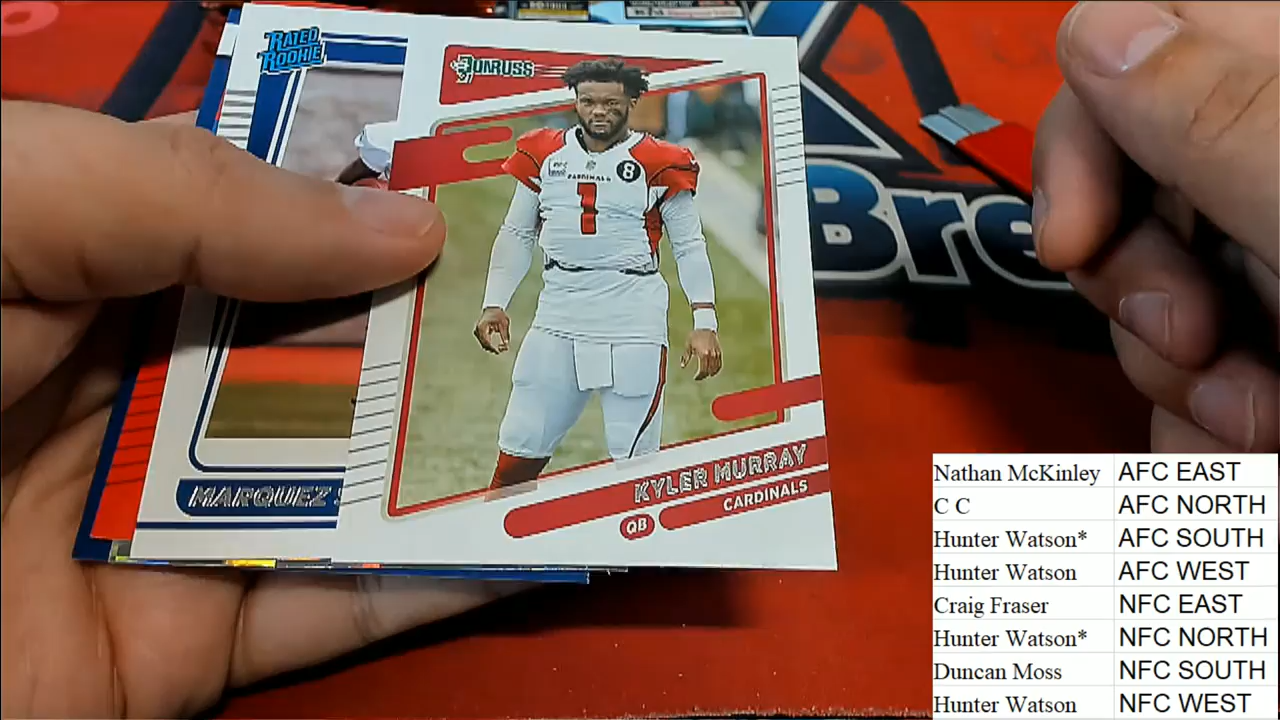 RATED
ROOKIE
DONRUSS
CARDINALS
8
1
KYLER MURRAY
QB CARDINALS
MARQUEZ
Bre
Nathan McKinley AFC EAST
C C AFC NORTH
Hunter Watson* AFC SOUTH
Hunter Watson AFC WEST
Craig Fraser NFC EAST
Hunter Watson* NFC NORTH
Duncan Moss NFC SOUTH
Hunter Watson NFC WEST